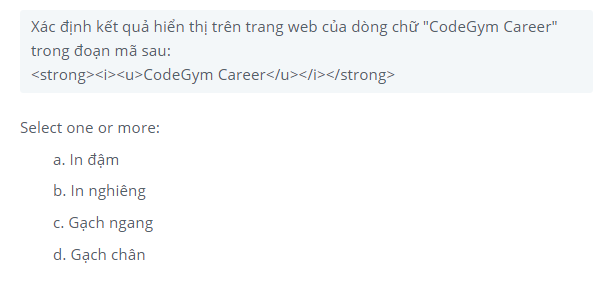 Xác định kết quả hiển thị trên trang web của dòng chữ "CodeGym Career"
trong đoạn mã sau:
<strong><i><u>CodeGym Career</u></i></strong>
Select one or more:
a. In đậm
b. In nghiêng
c. Gạch ngang
d. Gạch chân